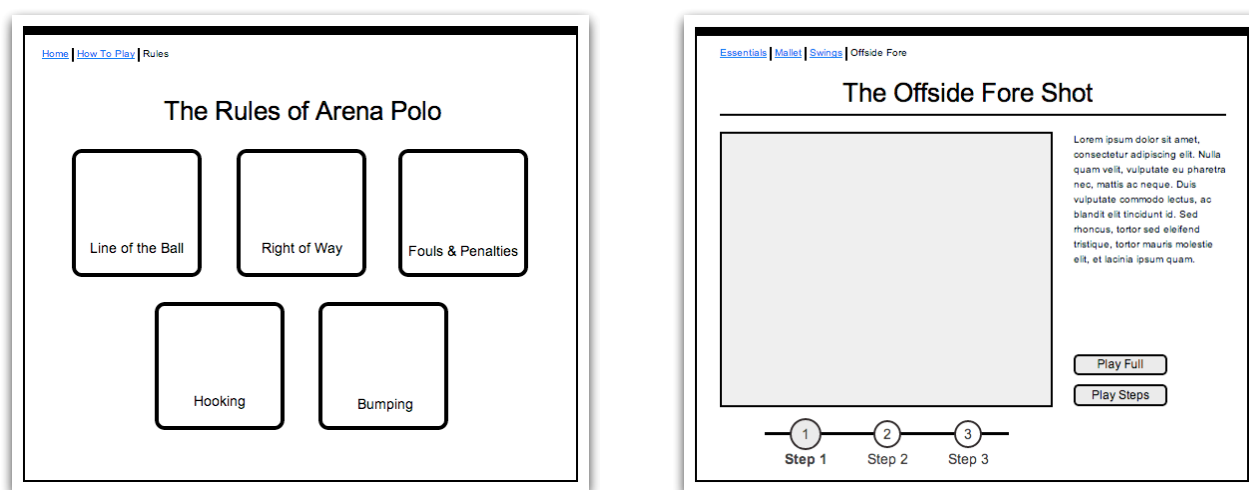 Home | How To Play | Rules
The Rules of Arena Polo
Line of the Ball
Right of Way
Fouls & Penalties
Hooking
Bumping
Essentials | Mallet | Swings | Offside Fore
The Offside Fore Shot
Lorem ipsum dolor sit amet,
consectetur adipiscing elit. Nulla
quam velit, vulputate eu pharetra
nec, mattis ac neque. Duis
vulputate commodo lectus, ac
blandit elit tincidunt id. Sed
rhoncus, tortor sed eleifend
tristique, tortor mauris molestie
elit, et lacinia ipsum quam.
Play Full
Play Steps
1
2
3
Step 1
Step 2
Step 3